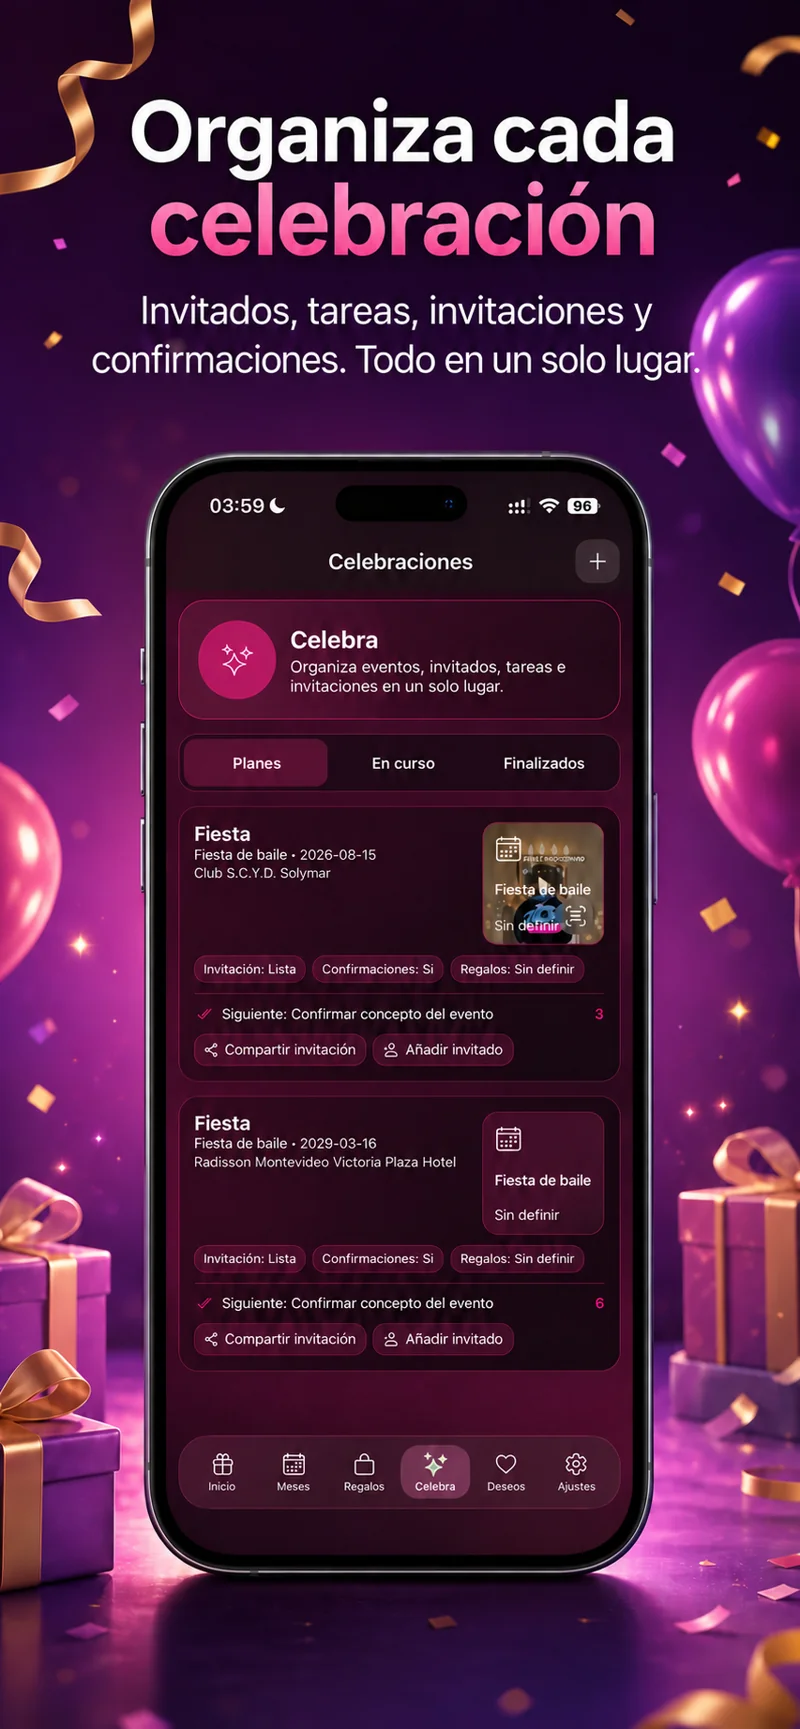 Organiza cada
celebración
Invitados, tareas, invitaciones y
confirmaciones. Todo en un solo lugar.
03:59
96
Celebraciones
Celebra
Organiza eventos, invitados, tareas e
invitaciones en un solo lugar.
Planes
En curso
Finalizados
Fiesta
Fiesta de baile • 2026-08-15
Club S.C.Y.D. Solymar
Fiesta de baile
Sin definir
Invitación: Lista
Confirmaciones: Si
Regalos: Sin definir
Siguiente: Confirmar concepto del evento
3
Compartir invitación
Añadir invitado
Fiesta
Fiesta de baile • 2029-03-16
Radisson Montevideo Victoria Plaza Hotel
Fiesta de baile
Sin definir
Invitación: Lista
Confirmaciones: Si
Regalos: Sin definir
Siguiente: Confirmar concepto del evento
6
Compartir invitación
Añadir invitado
Inicio
Meses
Regalos
Celebra
Deseos
Ajustes